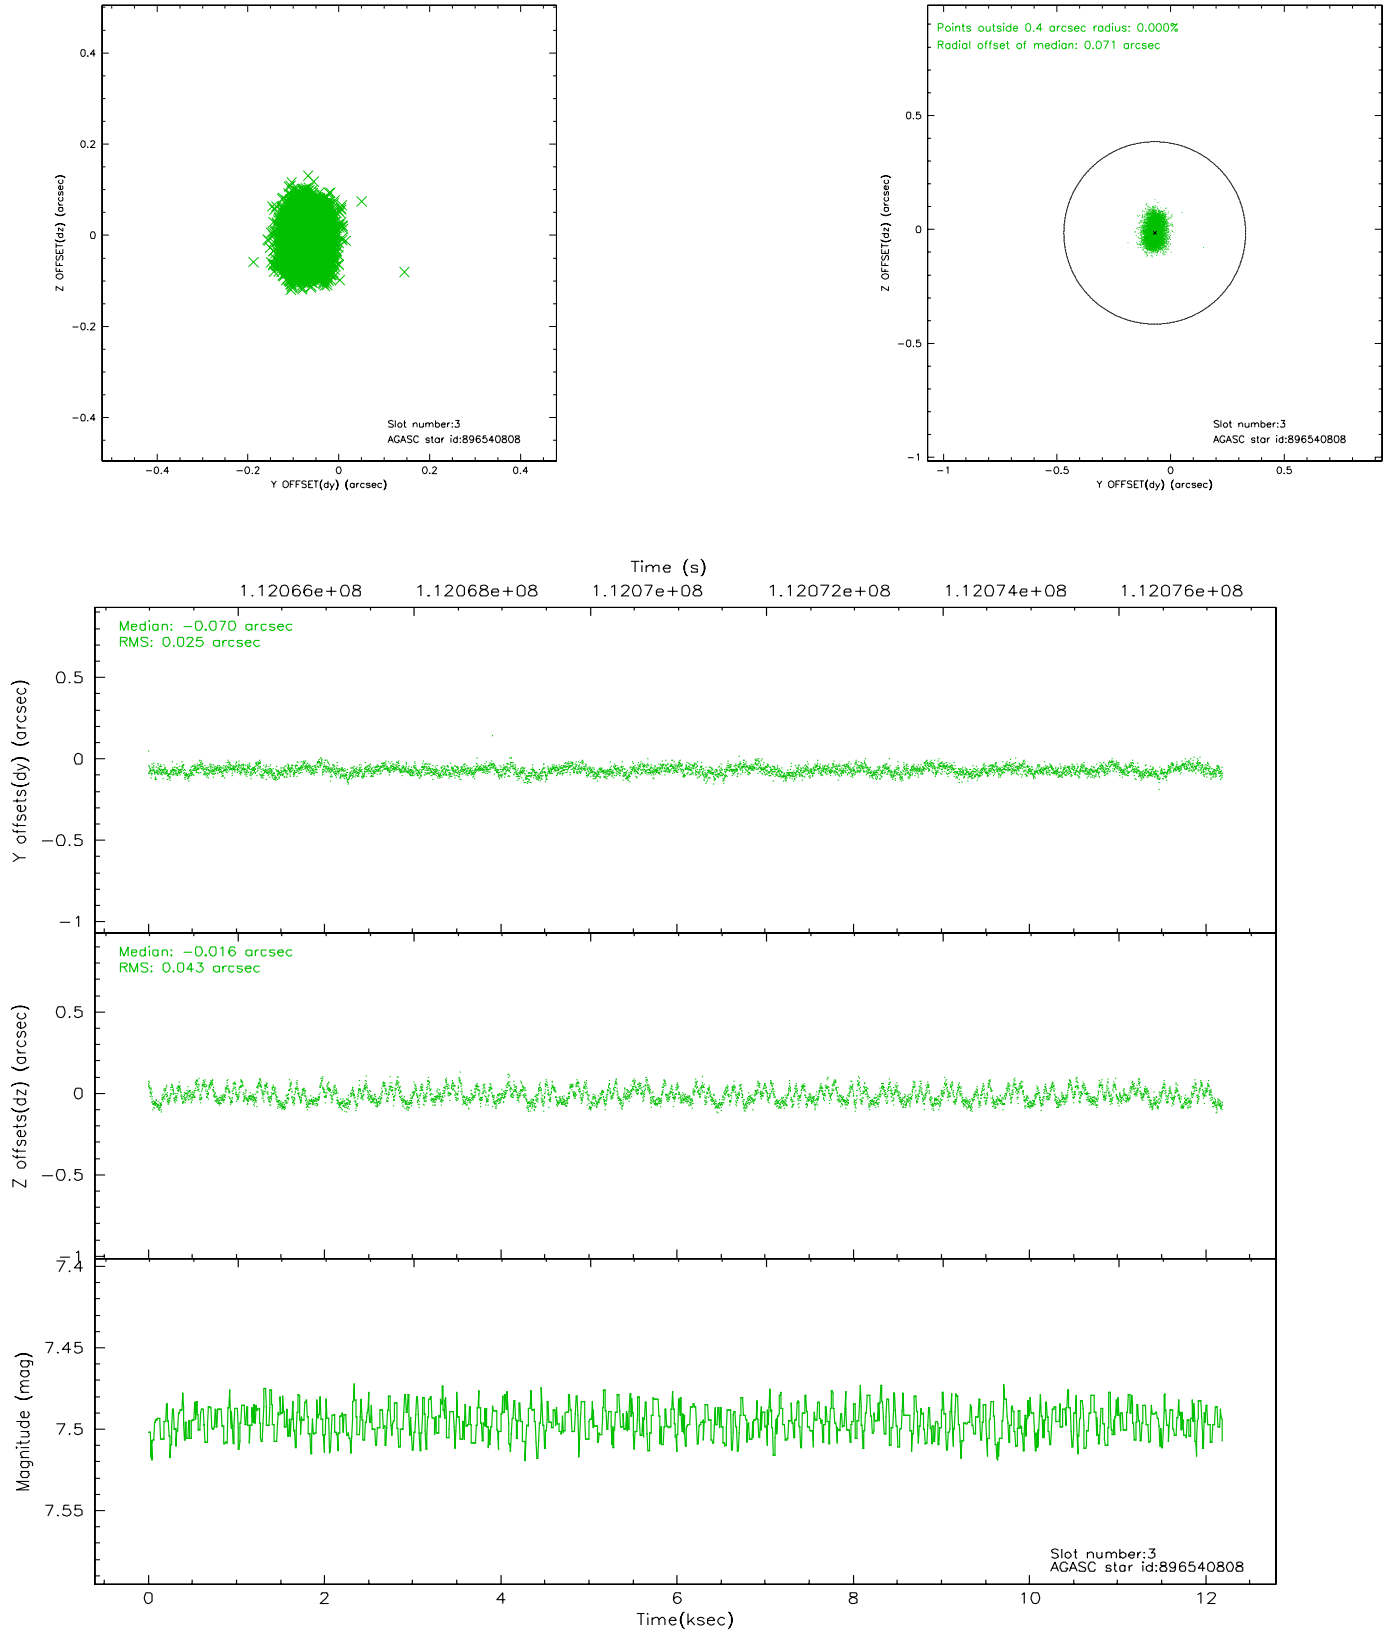 0.4
0.2
0
−0.2
−0.4
Z OFFSET(dz) (arcsec)
−0.4 −0.2 0 0.2 0.4
Y OFFSET(dy) (arcsec)
Slot number:3
AGASC star id:896540808
Points outside 0.4 arcsec radius: 0.000%
Radial offset of median: 0.071 arcsec
0.5
0
−0.5
−1
Z OFFSET(dz) (arcsec)
−1 −0.5 0 0.5
Y OFFSET(dy) (arcsec)
Slot number:3
AGASC star id:896540808
Time (s)
1.12066e+08 1.12068e+08 1.1207e+08 1.12072e+08 1.12074e+08 1.12076e+08
Median: −0.070 arcsec
RMS: 0.025 arcsec
0.5
0
−0.5
−1
Y offsets(dy) (arcsec)
Median: −0.016 arcsec
RMS: 0.043 arcsec
0.5
0
−0.5
−1
Z offsets(dz) (arcsec)
7.4
7.45
7.5
7.55
Magnitude (mag)
Slot number:3
AGASC star id:896540808
0 2 4 6 8 10 12
Time(ksec)